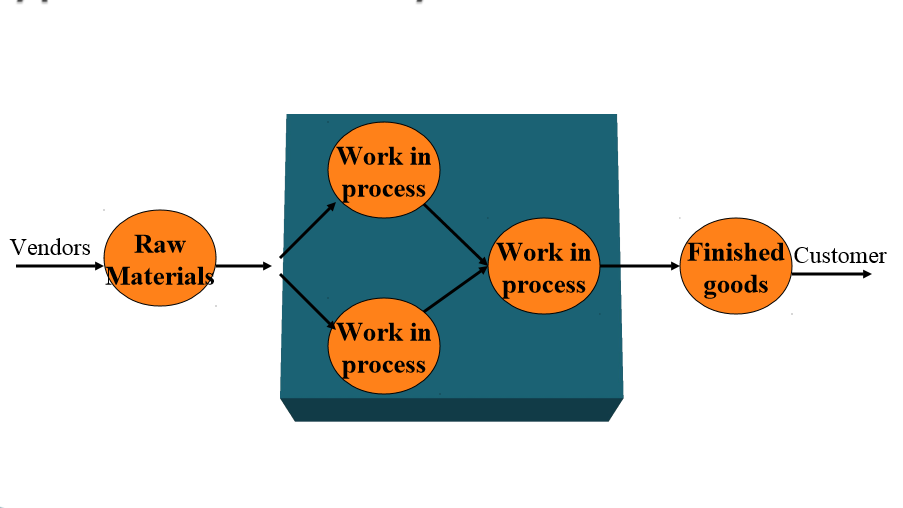 Vendors
Raw
Materials
Work in
process
Work in
process
Work in
process
Finished
goods
Customer